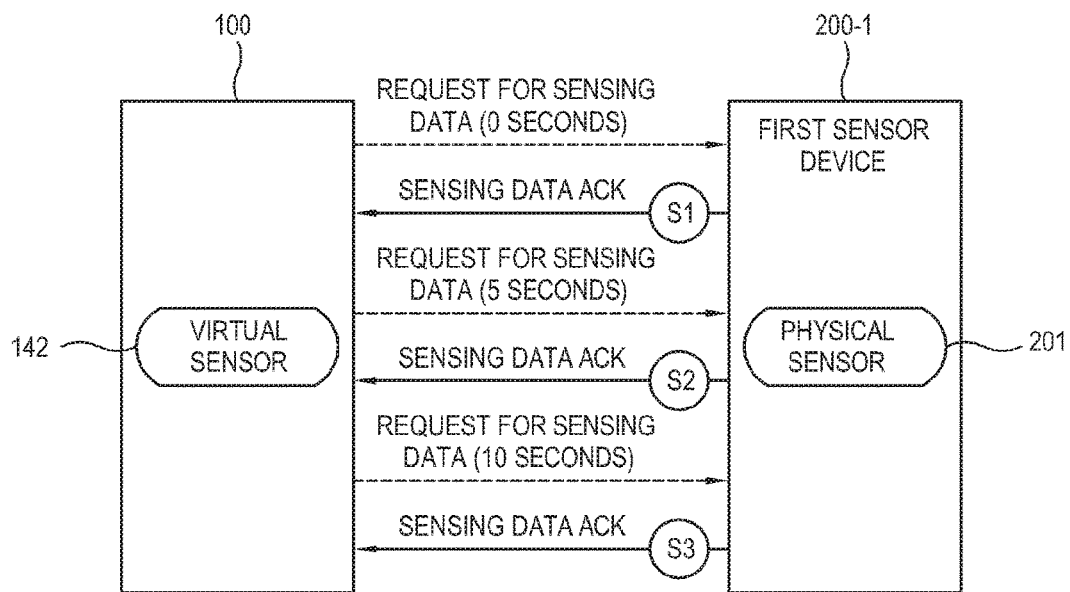 100
200-1
REQUEST FOR SENSING
DATA (0 SECONDS)
FIRST SENSOR
DEVICE
SENSING DATA ACK
S1
REQUEST FOR SENSING
DATA (5 SECONDS)
142
VIRTUAL
SENSOR
PHYSICAL
SENSOR
201
SENSING DATA ACK
S2
REQUEST FOR SENSING
DATA (10 SECONDS)
SENSING DATA ACK
S3